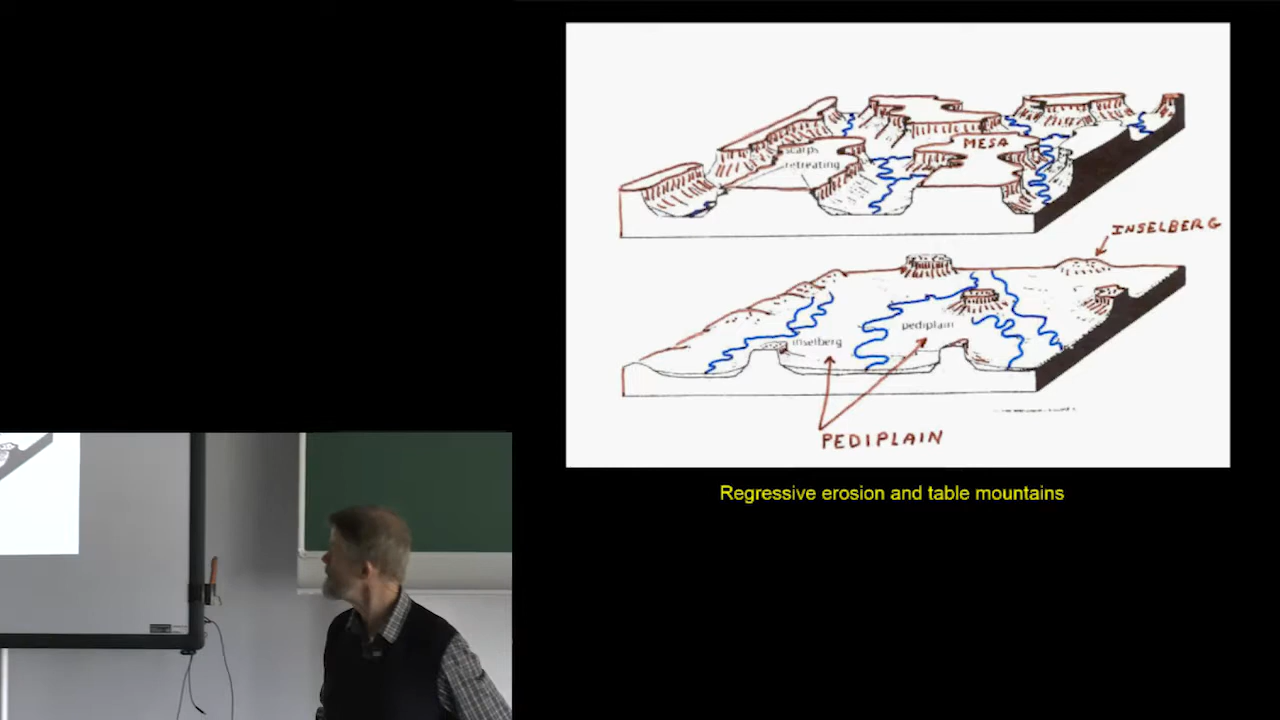 scarps
retreating
MESA
INSELBERG
pediplain
inselberg
PEDIPLAIN
Regressive erosion and table mountains